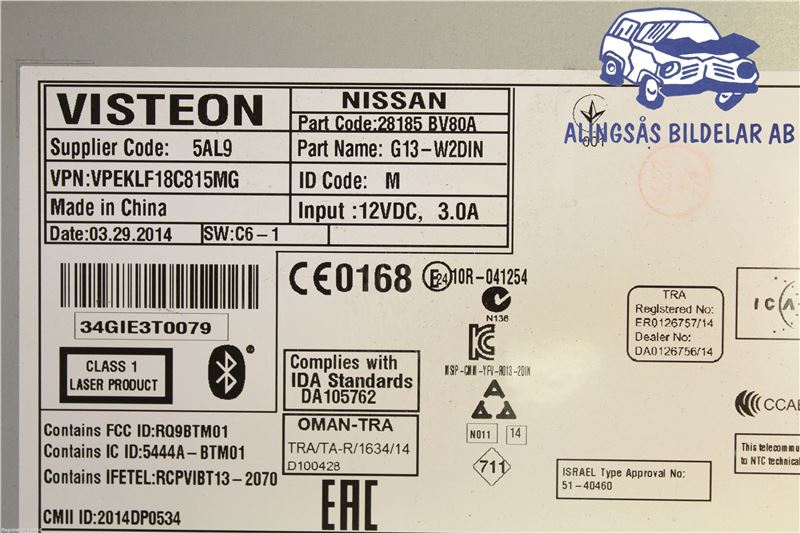 VISTEON
NISSAN
Part Code:28185 BV80A
Supplier Code: 5AL9
Part Name: G13-W2DIN
VPN:VPEKLF18C815MG
ID Code: M
Made in China
Input :12VDC, 3.0A
Date:03.29.2014
SW:C6-1
ALINGSÅS BILDELAR AB
001
34GIE3T0079
CE0168
E24 10R-041254
N136
TRA
Registered No:
ER0126757/14
Dealer No:
DA0126756/14
CLASS 1
LASER PRODUCT
Complies with
IDA Standards
DA105762
MSIP-CMM-YFV-R013-2DIN
OMAN-TRA
TRA/TA-R/1634/14
D100428
N011
14
711
CCAE
This telecommu
to NTC technical
ISRAEL Type Approval No:
51-40460
Contains FCC ID:RQ9BTM01
Contains IC ID:5444A-BTM01
Contains IFETEL:RCPVIBT13-2070
EAC
CMII ID:2014DP0534